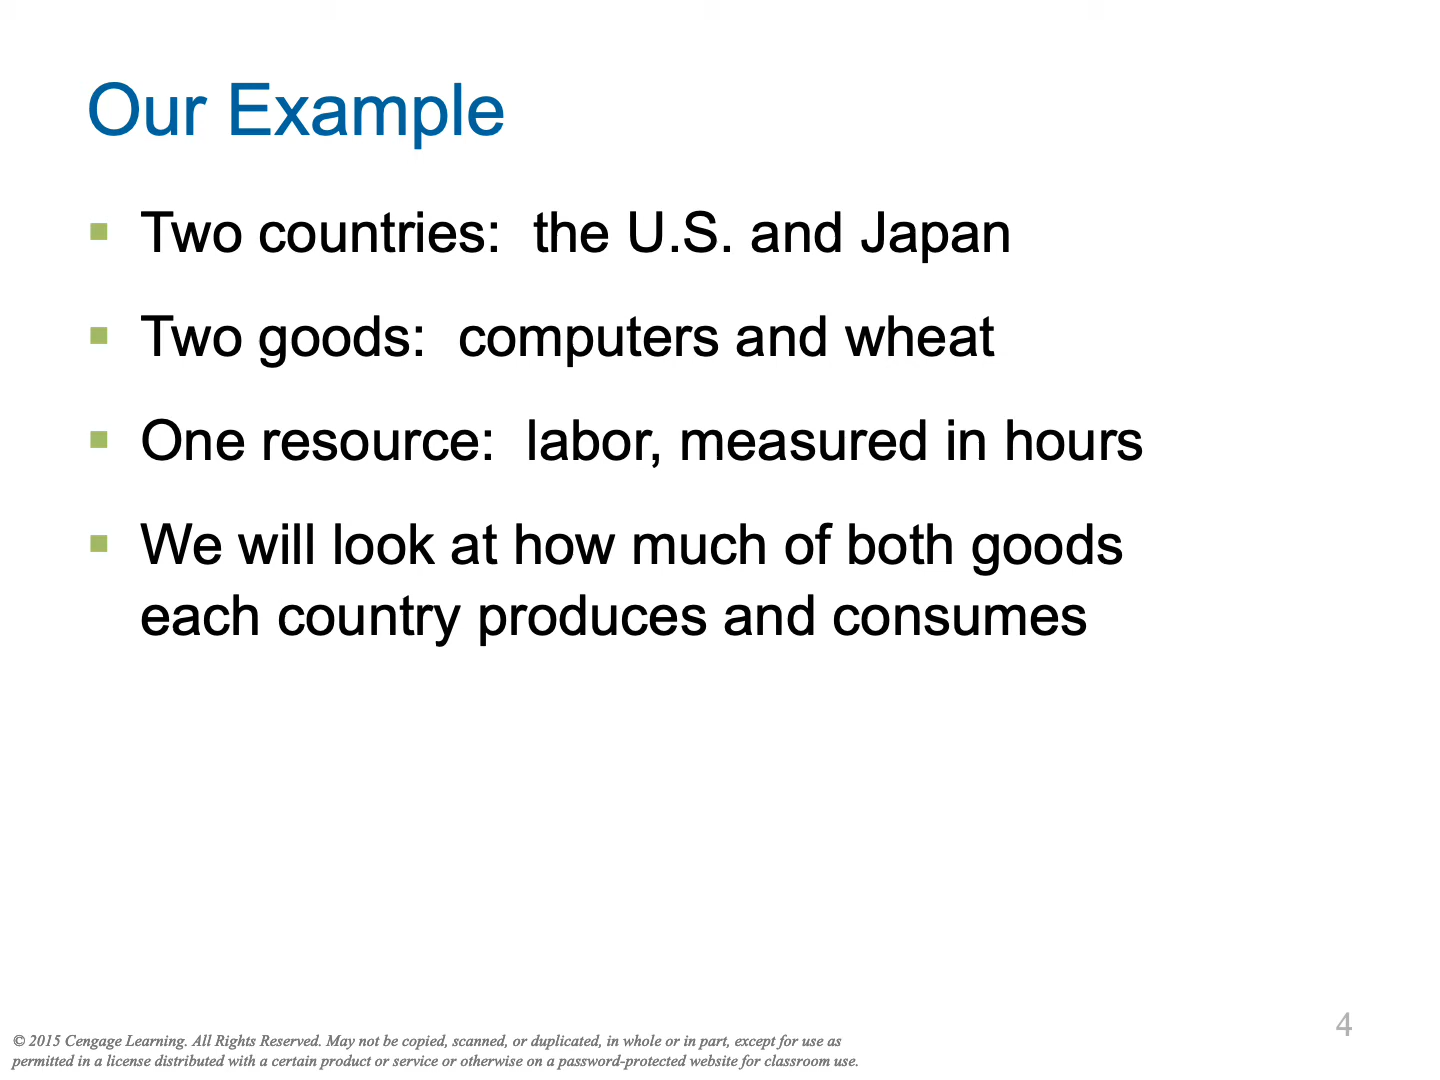 Our Example
Two countries:  the U.S. and Japan
Two goods:  computers and wheat
One resource:  labor, measured in hours
We will look at how much of both goods
each country produces and consumes
4
© 2015 Cengage Learning. All Rights Reserved. May not be copied, scanned, or duplicated, in whole or in part, except for use as
permitted in a license distributed with a certain product or service or otherwise on a password-protected website for classroom use.